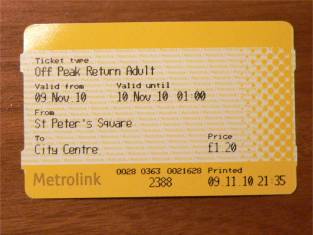 Ticket type
Off Peak Return Adult
Valid from Valid until
09 Nov 10 10 Nov 10 01:00
From
St Peter's Square
To Price
City Centre £1.20
Metrolink 0028 0363 0021628 Printed
2388 09.11.10 21:35